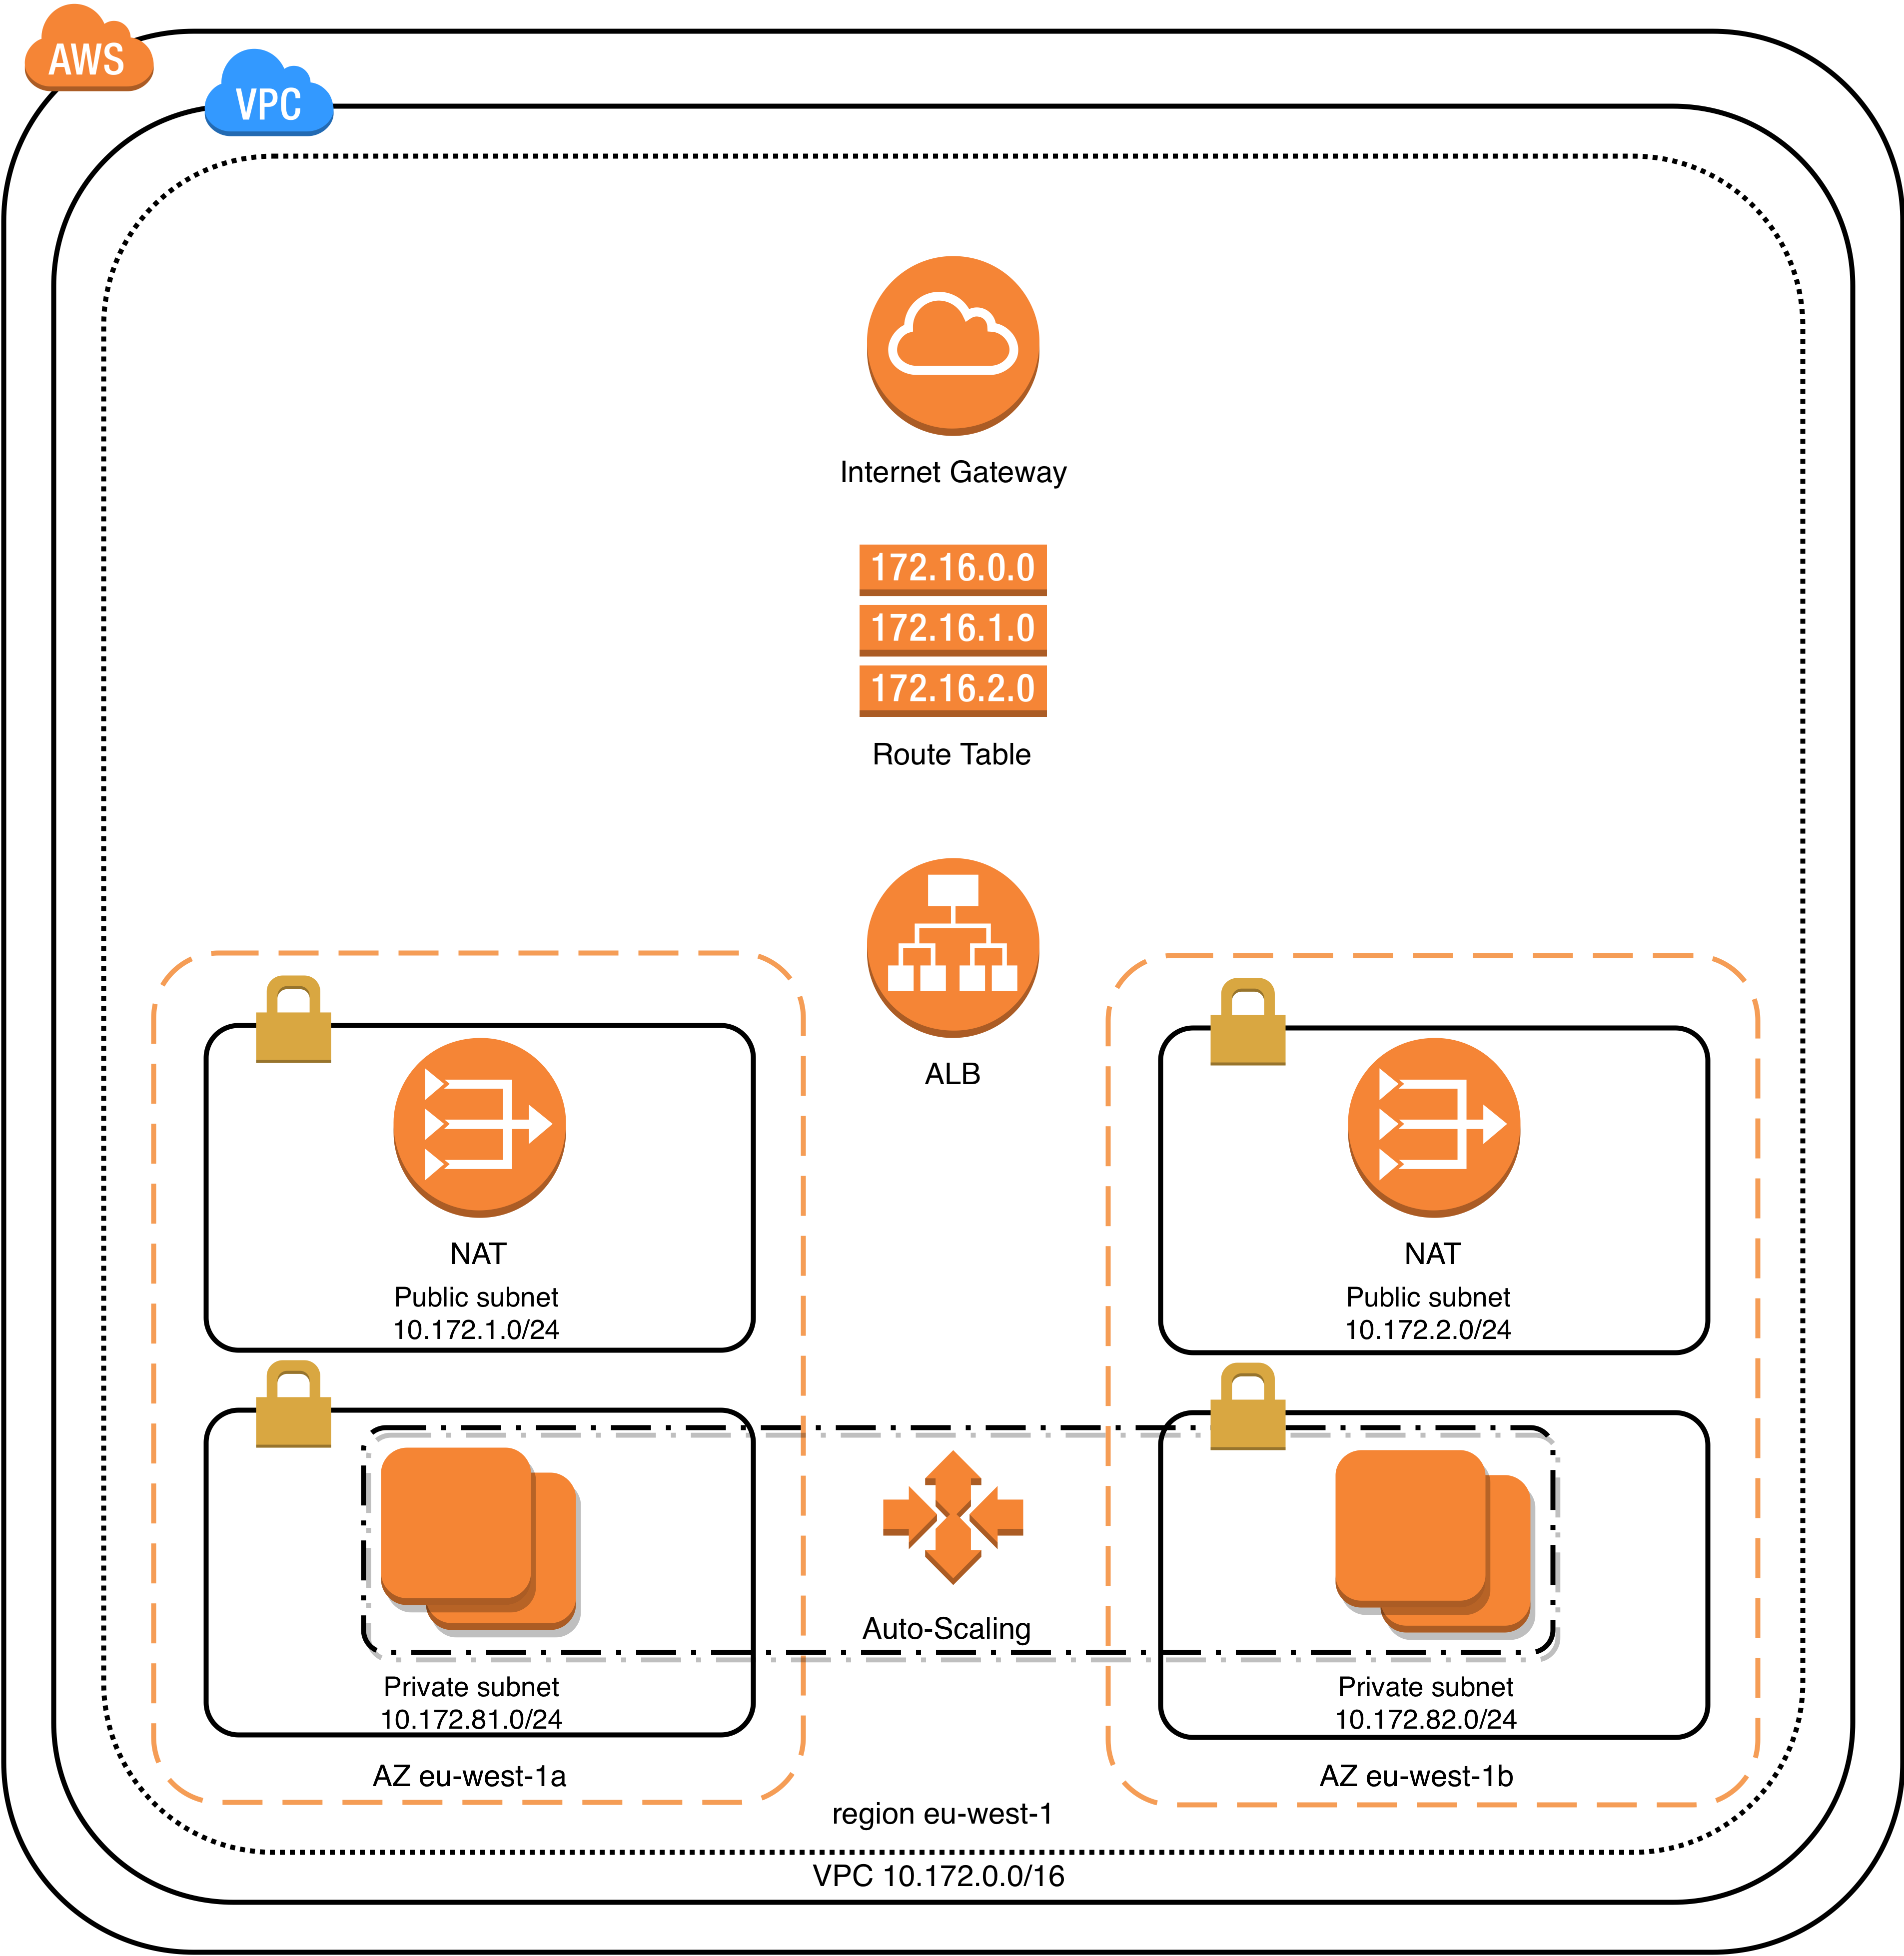 AWS
VPC
Internet Gateway
172.16.0.0
172.16.1.0
172.16.2.0
Route Table
ALB
NAT
Public subnet
10.172.1.0/24
NAT
Public subnet
10.172.2.0/24
Auto-Scaling
Private subnet
10.172.81.0/24
Private subnet
10.172.82.0/24
AZ eu-west-1a
AZ eu-west-1b
region eu-west-1
VPC 10.172.0.0/16